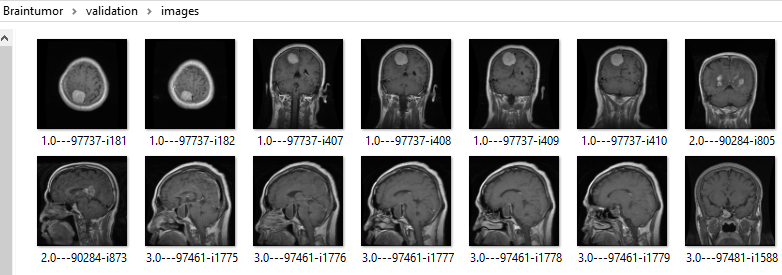 Braintumor > validation > images
1.0---97737-i181
1.0---97737-i182
1.0---97737-i407
1.0---97737-i408
1.0---97737-i409
1.0---97737-i410
2.0---90284-i805
2.0---90284-i873
3.0---97461-i1775
3.0---97461-i1776
3.0---97461-i1777
3.0---97461-i1778
3.0---97461-i1779
3.0---97481-i1588